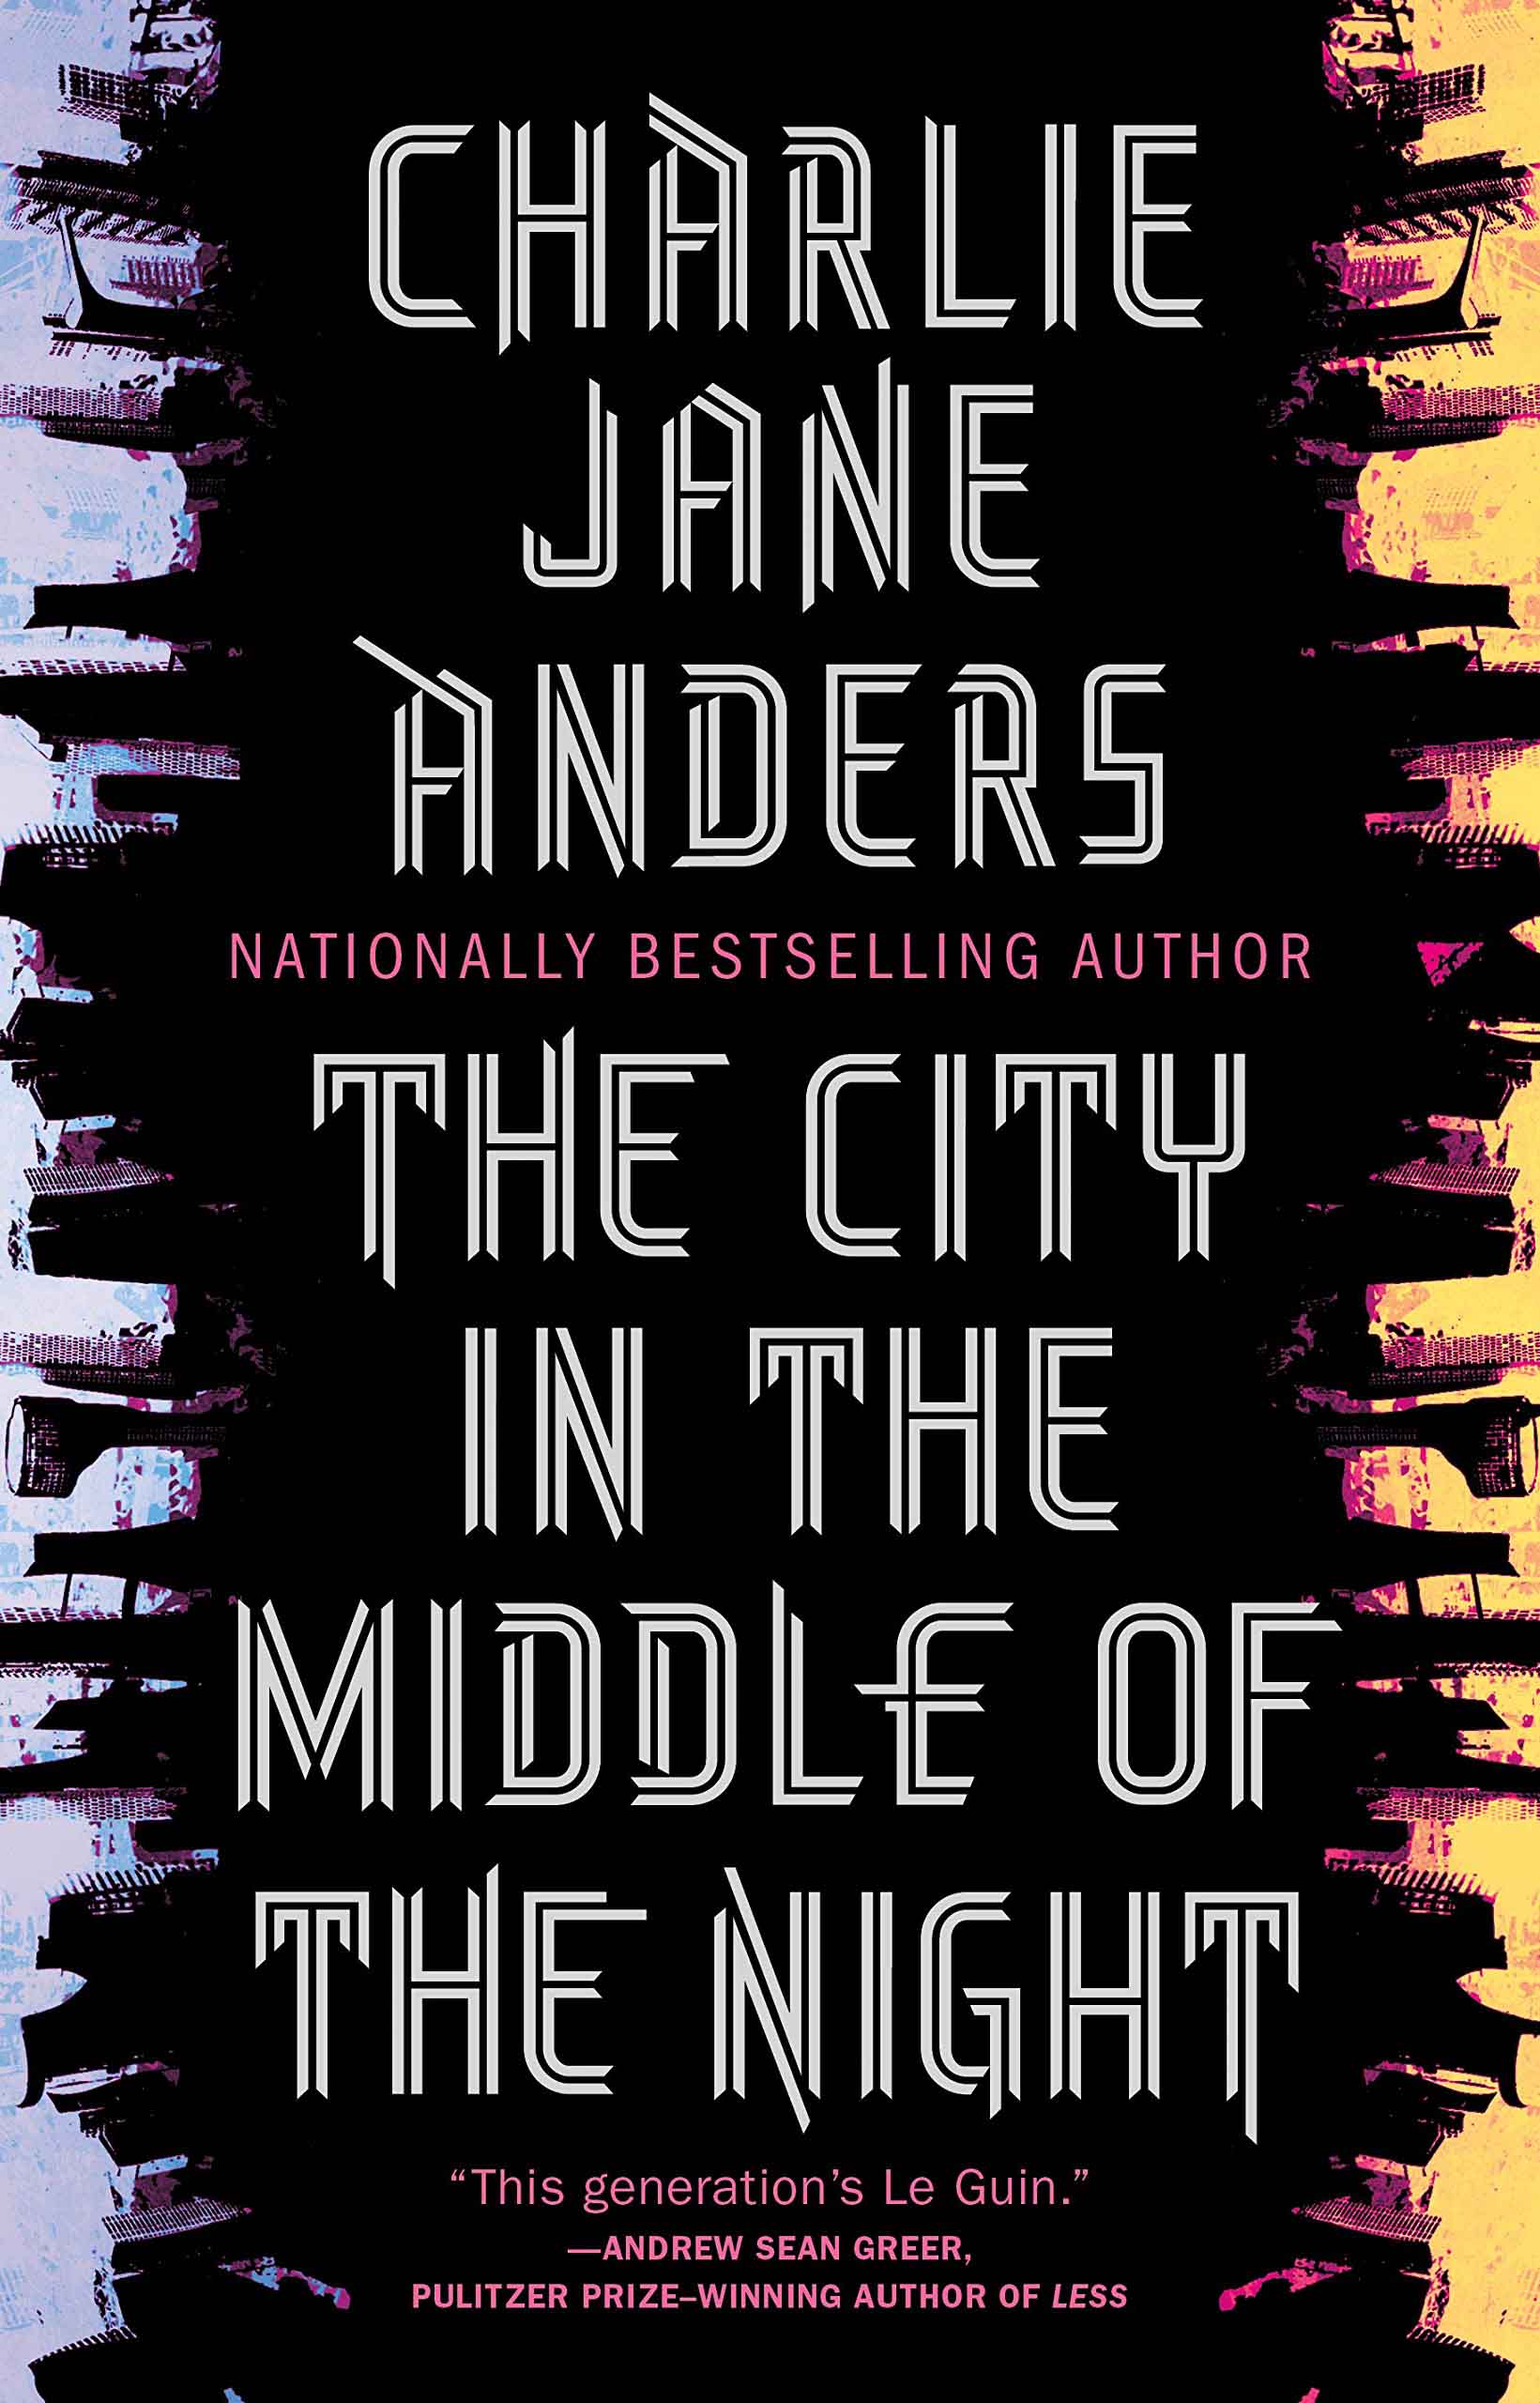 CHARLIE
JANE
ANDERS
NATIONALLY BESTSELLING AUTHOR
THE CITY
IN THE
MIDDLE OF
THE NIGHT
“This generation’s Le Guin.”
—ANDREW SEAN GREER,
PULITZER PRIZE–WINNING AUTHOR OF LESS